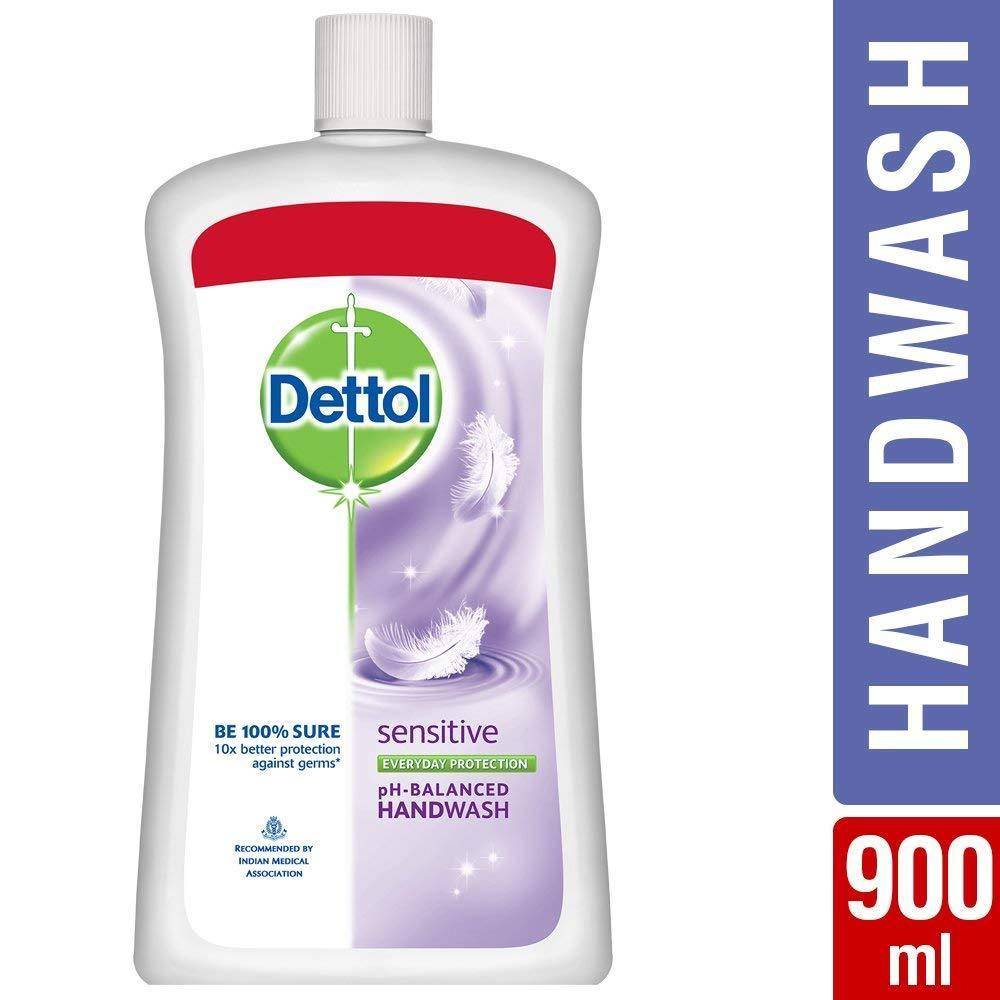 Dettol
BE 100% SURE
10x better protection
against germs*
RECOMMENDED BY
INDIAN MEDICAL
ASSOCIATION
sensitive
EVERYDAY PROTECTION
pH-BALANCED
HANDWASH
HANDWASH
900
ml